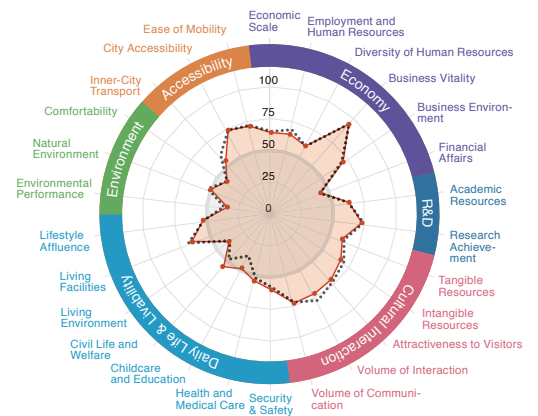 Economic
Scale
Employment and
Human Resources
Diversity of Human Resources
Business Vitality
Business Environ-
ment
Financial
Affairs
Academic
Resources
Research
Achieve-
ment
Tangible
Resources
Intangible
Resources
Attractiveness to Visitors
Volume of Interaction
Volume of Communi-
cation
Security
& Safety
Health and
Medical Care
Childcare
and Education
Civil Life and
Welfare
Living
Environment
Living
Facilities
Lifestyle
Affluence
Environmental
Performance
Natural
Environment
Comfortability
Inner-City
Transport
City Accessibility
Ease of Mobility
Economy
R&D
Cultural Interaction
Daily Life & Livability
Environment
Accessibility
100
75
50
25
0